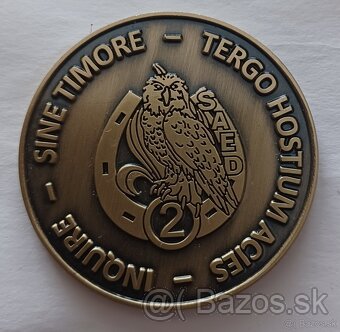 SINE TIMORE – TERGO HOSTIUM ACIES – INQUIRE –
SAED
2
@( Bazos.sk